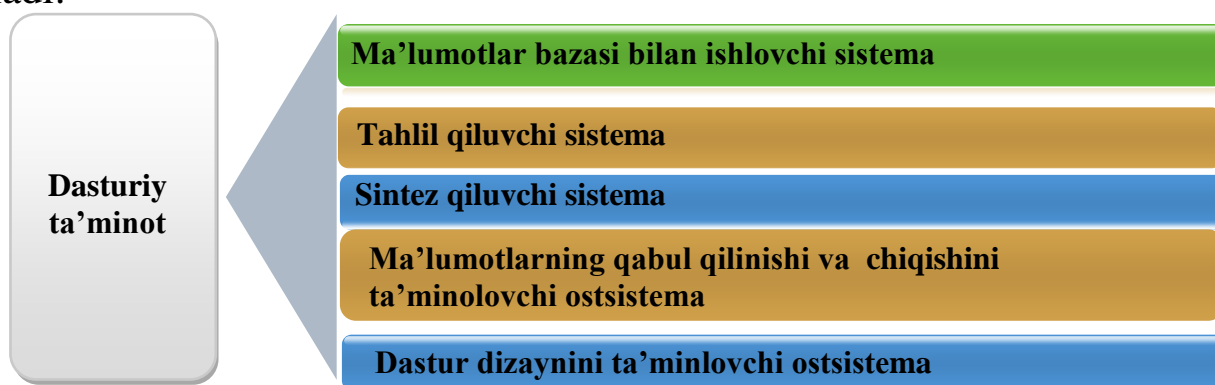 Ma’lumotlar bazasi bilan ishlovchi sistema
Tahlil qiluvchi sistema
Dasturiy
ta’minot
Sintez qiluvchi sistema
Ma’lumotlarning qabul qilinishi va chiqishini
ta’minolovchi ostsistema
Dastur dizaynini ta’minlovchi ostsistema